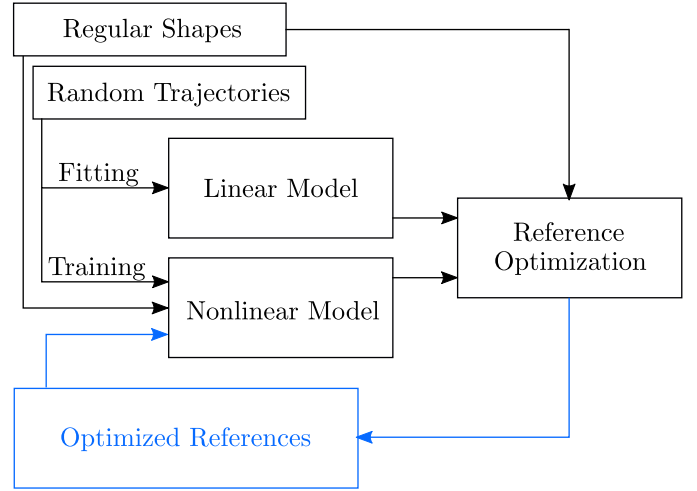 Regular Shapes
Random Trajectories
Fitting
Linear Model
Reference
Optimization
Training
Nonlinear Model
Optimized References